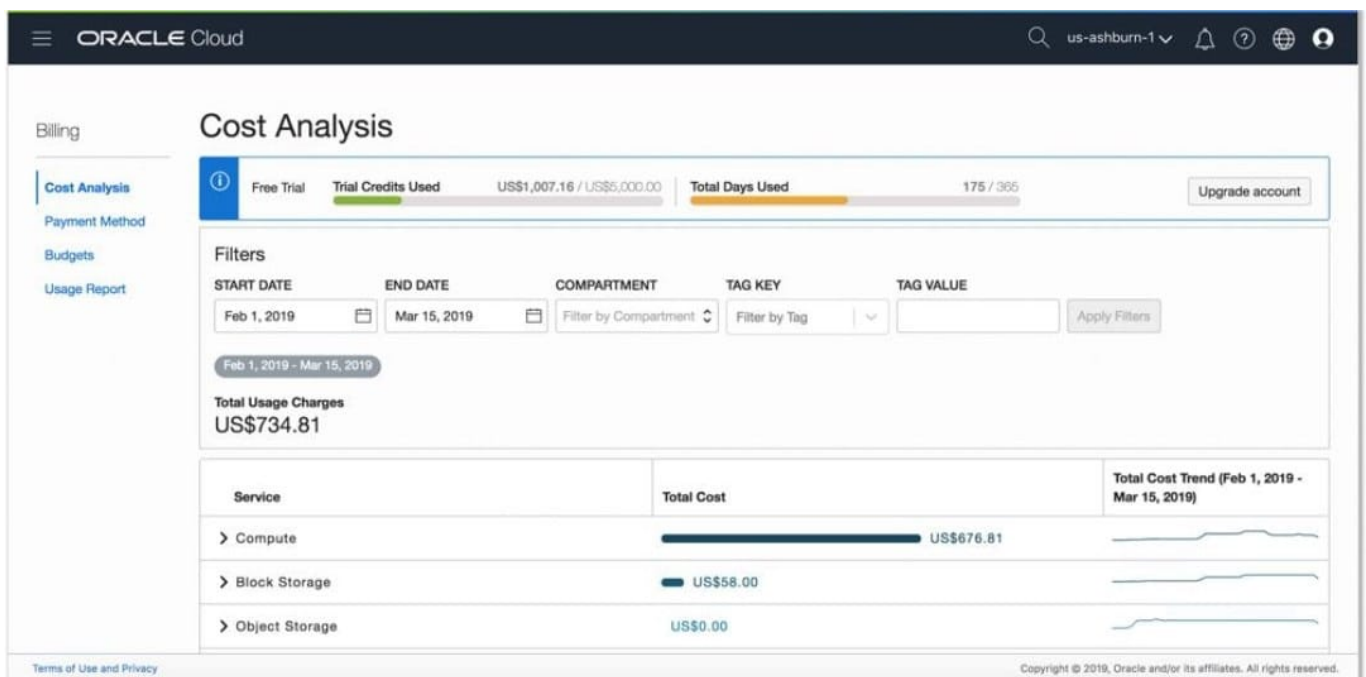 ORACLE Cloud
us-ashburn-1
Billing
Cost Analysis
Payment Method
Budgets
Usage Report
Cost Analysis
Free Trial
Trial Credits Used
US$1,007.16 / US$5,000.00
Total Days Used
175 / 365
Upgrade account
Filters
START DATE
END DATE
COMPARTMENT
TAG KEY
TAG VALUE
Feb 1, 2019
Mar 15, 2019
Filter by Compartment
Filter by Tag
Apply Filters
Feb 1, 2019 - Mar 15, 2019
Total Usage Charges
US$734.81
Service
Total Cost
Total Cost Trend (Feb 1, 2019 -
Mar 15, 2019)
Compute
US$676.81
Block Storage
US$58.00
Object Storage
US$0.00
Terms of Use and Privacy
Copyright © 2019, Oracle and/or its affiliates. All rights reserved.